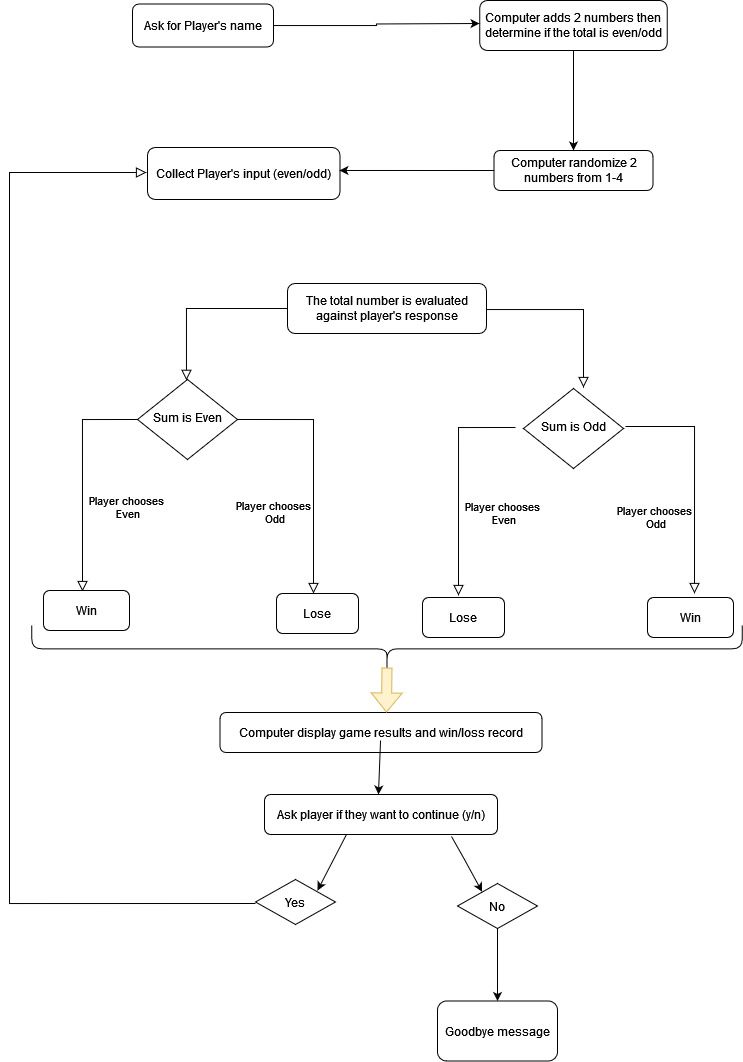 Ask for Player's name
Computer adds 2 numbers then
determine if the total is even/odd
Computer randomize 2
numbers from 1-4
Collect Player's input (even/odd)
The total number is evaluated
against player's response
Sum is Even
Sum is Odd
Player chooses
Even
Player chooses
Odd
Player chooses
Even
Player chooses
Odd
Win
Lose
Lose
Win
Computer display game results and win/loss record
Ask player if they want to continue (y/n)
Yes
No
Goodbye message